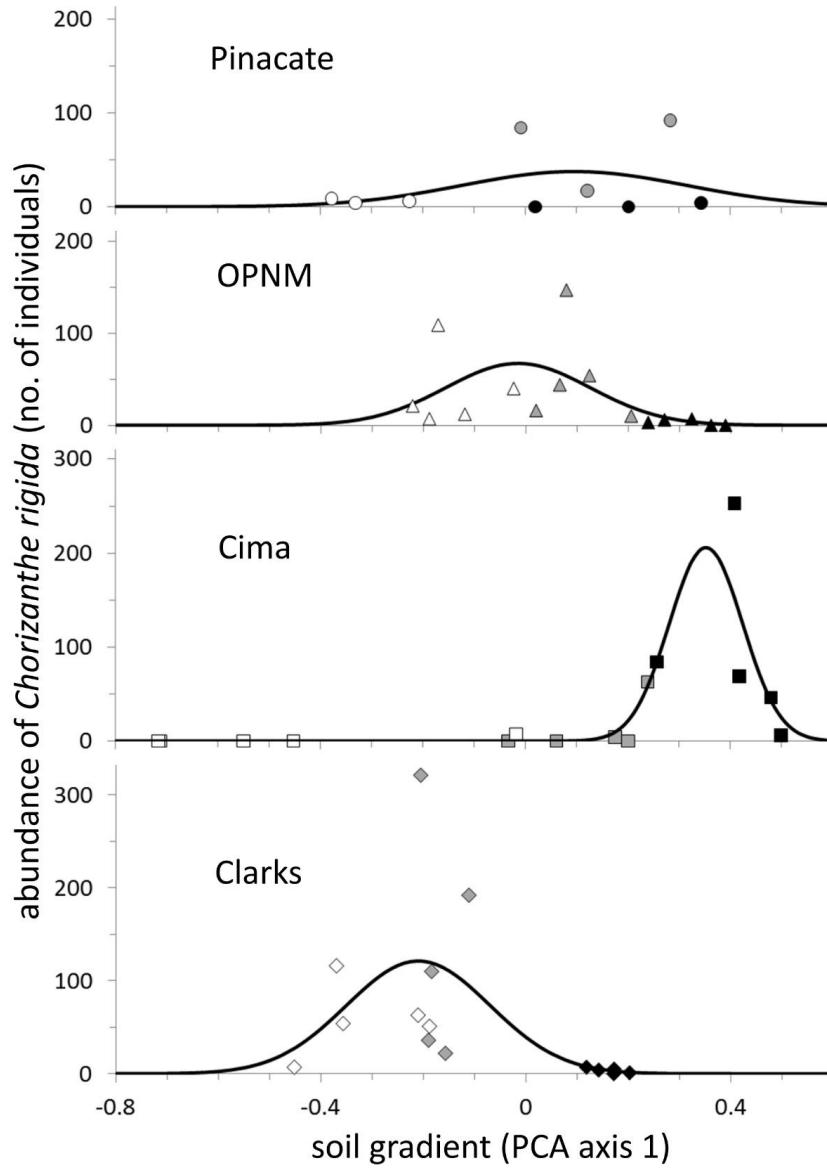 abundance of Chorizanthe rigida (no. of individuals)
200
Pinacate
100
0
200
OPNM
100
0
300
200
Cima
100
0
300
200
Clarks
100
0
-0.8 -0.4 0 0.4
soil gradient (PCA axis 1)